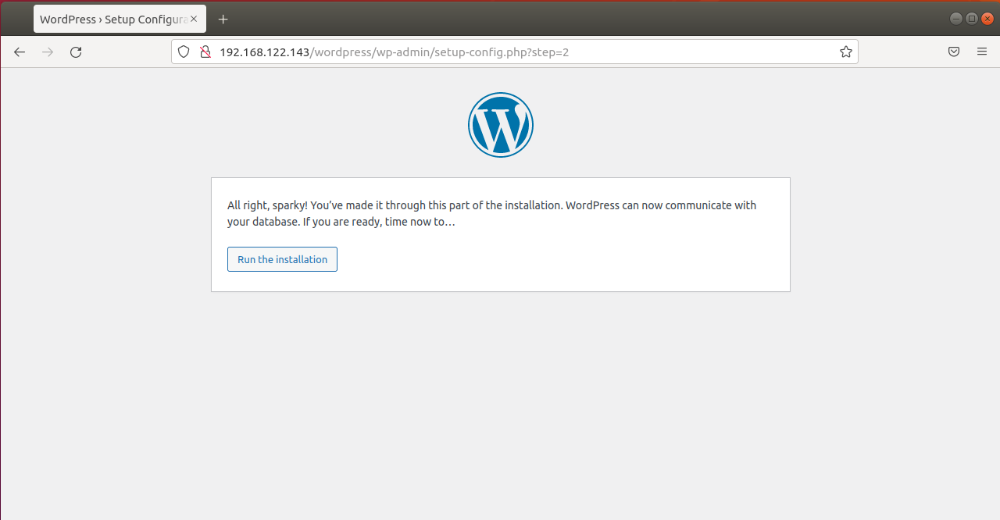 WordPress › Setup Configura
192.168.122.143/wordpress/wp-admin/setup-config.php?step=2
All right, sparky! You’ve made it through this part of the installation. WordPress can now communicate with
your database. If you are ready, time now to…
Run the installation